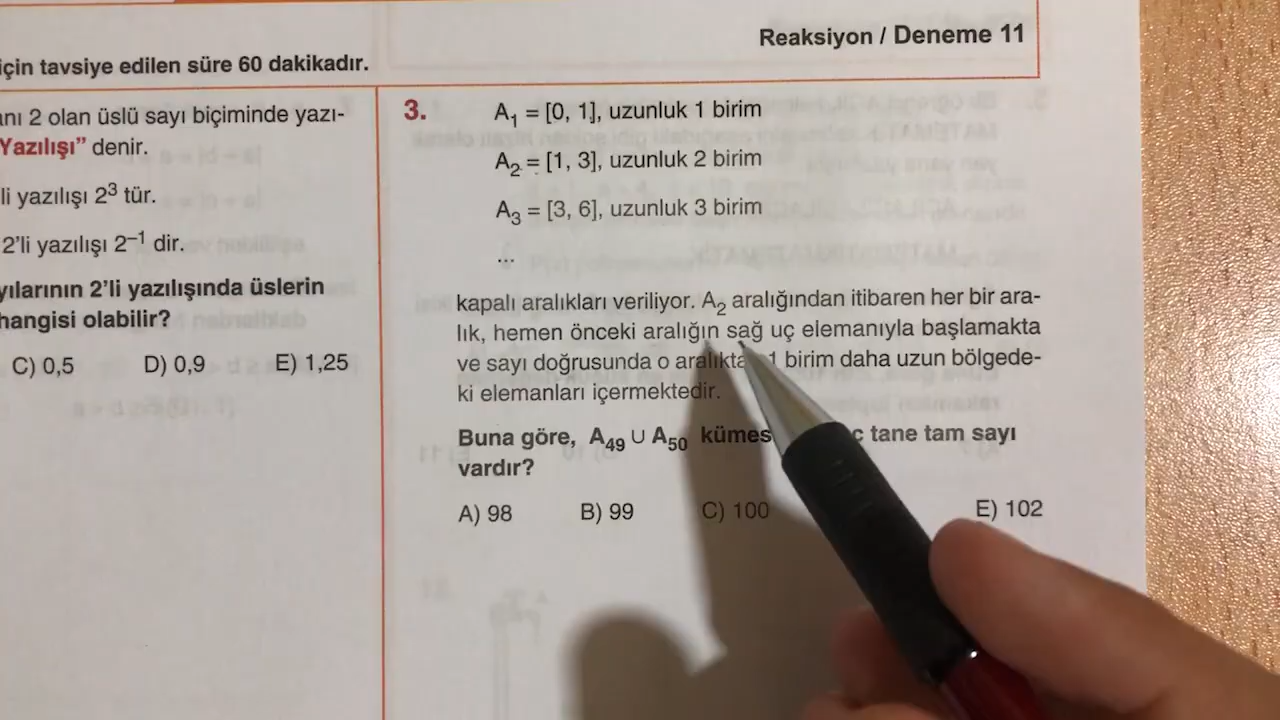 Reaksiyon / Deneme 11
için tavsiye edilen süre 60 dakikadır.
anı 2 olan üslü sayı biçiminde yazı-
Yazılışı” denir.
li yazılışı 2³ tür.
2’li yazılışı 2⁻¹ dir.
yılarının 2’li yazılışında üslerin
hangisi olabilir?
C) 0,5 D) 0,9 E) 1,25
3. A₁ = [0, 1], uzunluk 1 birim
A₂ = [1, 3], uzunluk 2 birim
A₃ = [3, 6], uzunluk 3 birim
...
kapalı aralıkları veriliyor. A₂ aralığından itibaren her bir ara-
lık, hemen önceki aralığın sağ uç elemanıyla başlamakta
ve sayı doğrusunda o aralıkta 1 birim daha uzun bölgede-
ki elemanları içermektedir.
Buna göre, A₄₉ ∪ A₅₀ kümes ç tane tam sayı
vardır?
A) 98 B) 99 C) 100 E) 102